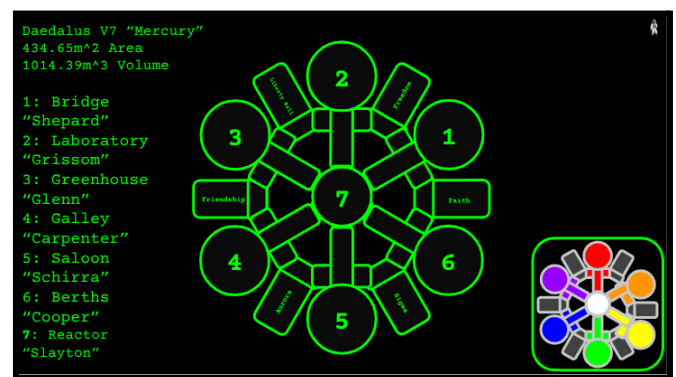 Daedalus V7 “Mercury”
434.65m^2 Area
1014.39m^3 Volume
1: Bridge
“Shepard”
2: Laboratory
“Grissom”
3: Greenhouse
“Glenn”
4: Galley
“Carpenter”
5: Saloon
“Schirra”
6: Berths
“Cooper”
7: Reactor
“Slayton”
2
Liberty Bell
Freedom
3
1
Friendship
7
Faith
4
6
Aurora
Sigma
5